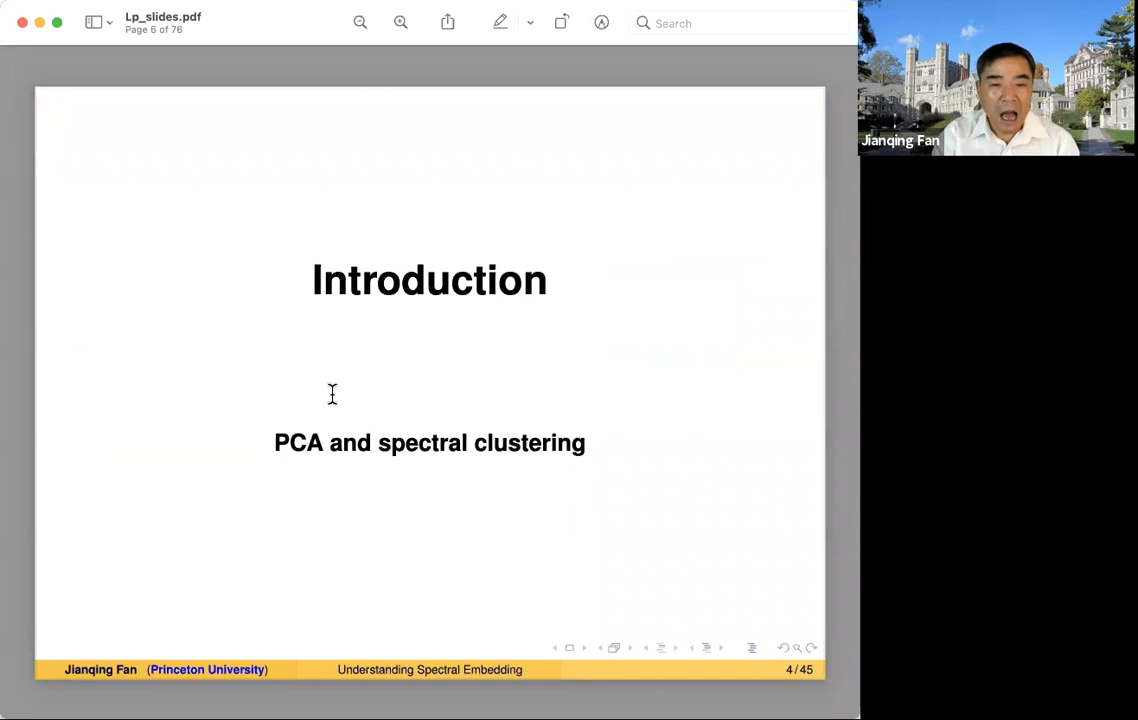 Lp_slides.pdf
Page 6 of 76
Search
Jianqing Fan
Introduction
PCA and spectral clustering
Jianqing Fan (Princeton University)
Understanding Spectral Embedding
4/45